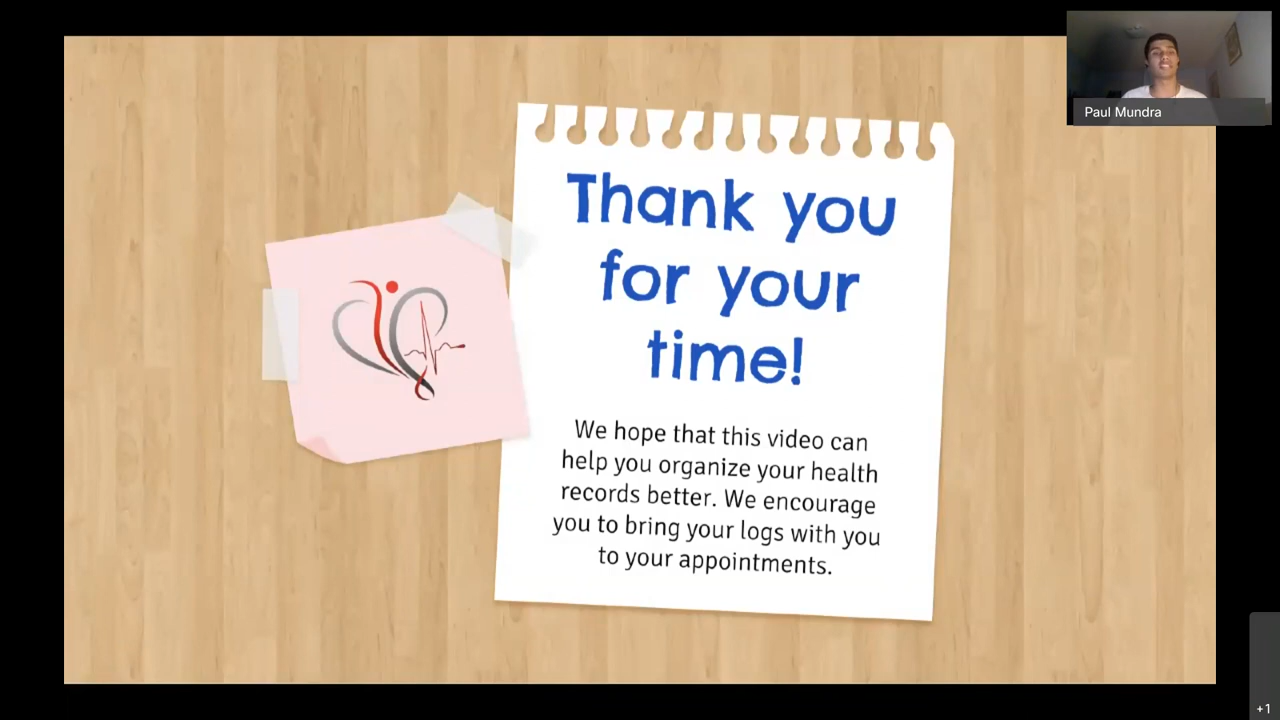 Paul Mundra
Thank you
for your
time!
We hope that this video can
help you organize your health
records better. We encourage
you to bring your logs with you
to your appointments.
+1